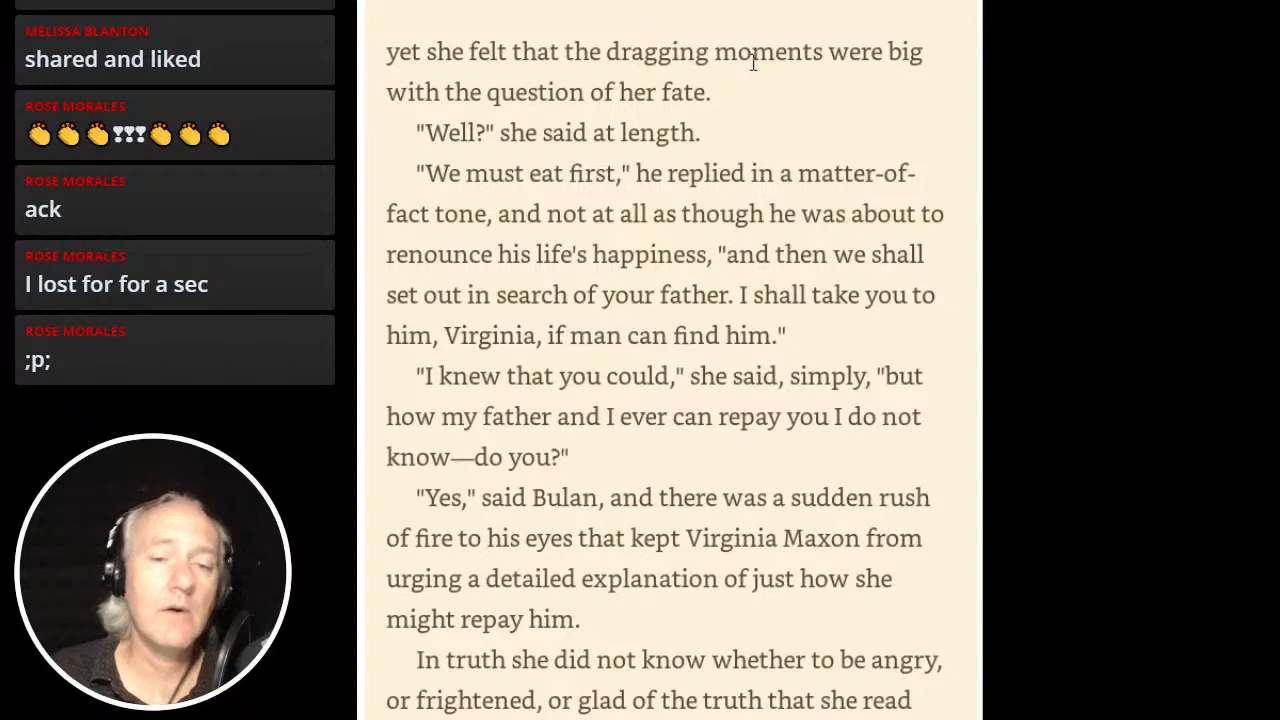 MELISSA BLANTON
shared and liked
ROSE MORALES
👏👏👏❣❣❣👏👏👏
ROSE MORALES
ack
ROSE MORALES
I lost for for a sec
ROSE MORALES
;p;
yet she felt that the dragging moments were big
with the question of her fate.
"Well?" she said at length.
"We must eat first," he replied in a matter-of-
fact tone, and not at all as though he was about to
renounce his life's happiness, "and then we shall
set out in search of your father. I shall take you to
him, Virginia, if man can find him."
"I knew that you could," she said, simply, "but
how my father and I ever can repay you I do not
know—do you?"
"Yes," said Bulan, and there was a sudden rush
of fire to his eyes that kept Virginia Maxon from
urging a detailed explanation of just how she
might repay him.
In truth she did not know whether to be angry,
or frightened, or glad of the truth that she read